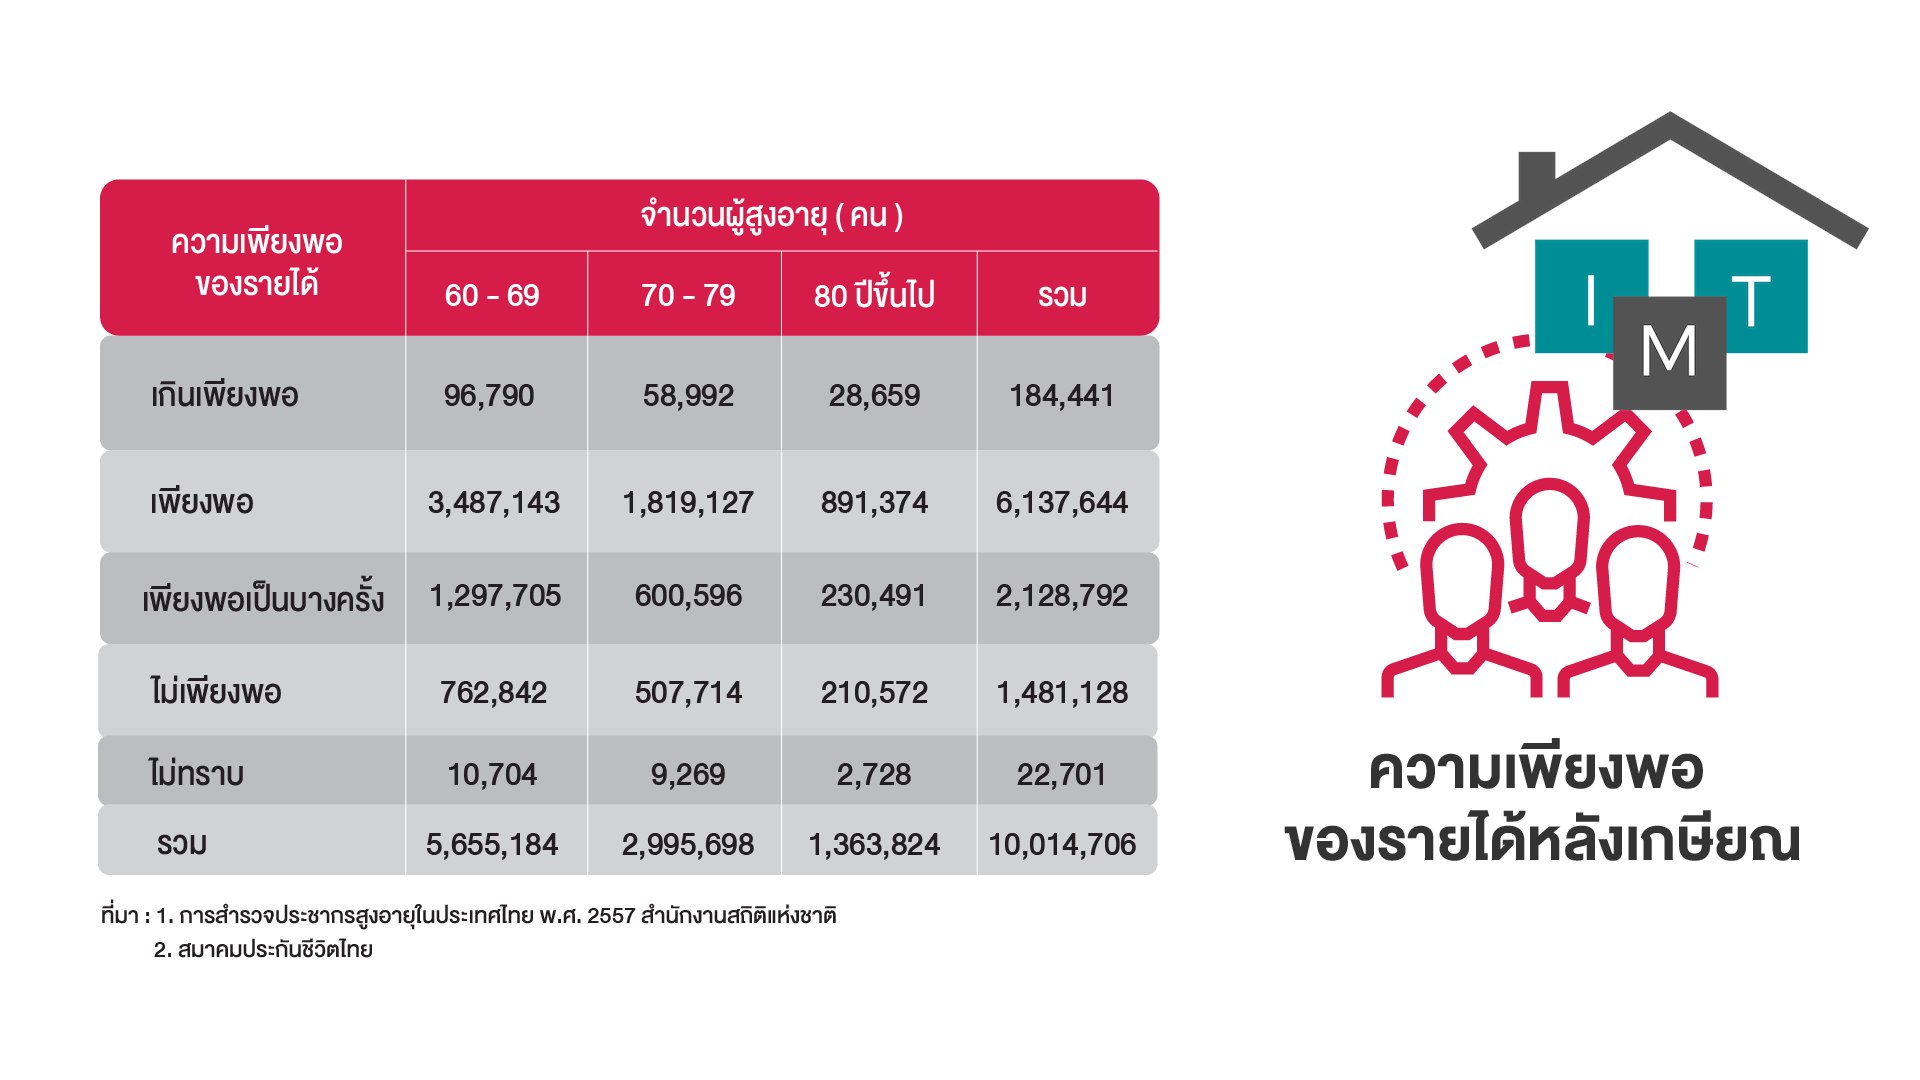 ความเพียงพอ
ของรายได้
จำนวนผู้สูงอายุ ( คน )
60 - 69 70 - 79 80 ปีขึ้นไป รวม
เกินเพียงพอ 96,790 58,992 28,659 184,441
เพียงพอ 3,487,143 1,819,127 891,374 6,137,644
เพียงพอเป็นบางครั้ง 1,297,705 600,596 230,491 2,128,792
ไม่เพียงพอ 762,842 507,714 210,572 1,481,128
ไม่ทราบ 10,704 9,269 2,728 22,701
รวม 5,655,184 2,995,698 1,363,824 10,014,706
ที่มา : 1. การสำรวจประชากรสูงอายุในประเทศไทย พ.ศ. 2557 สำนักงานสถิติแห่งชาติ
2. สมาคมประกันชีวิตไทย
I M T
ความเพียงพอ
ของรายได้หลังเกษียณ